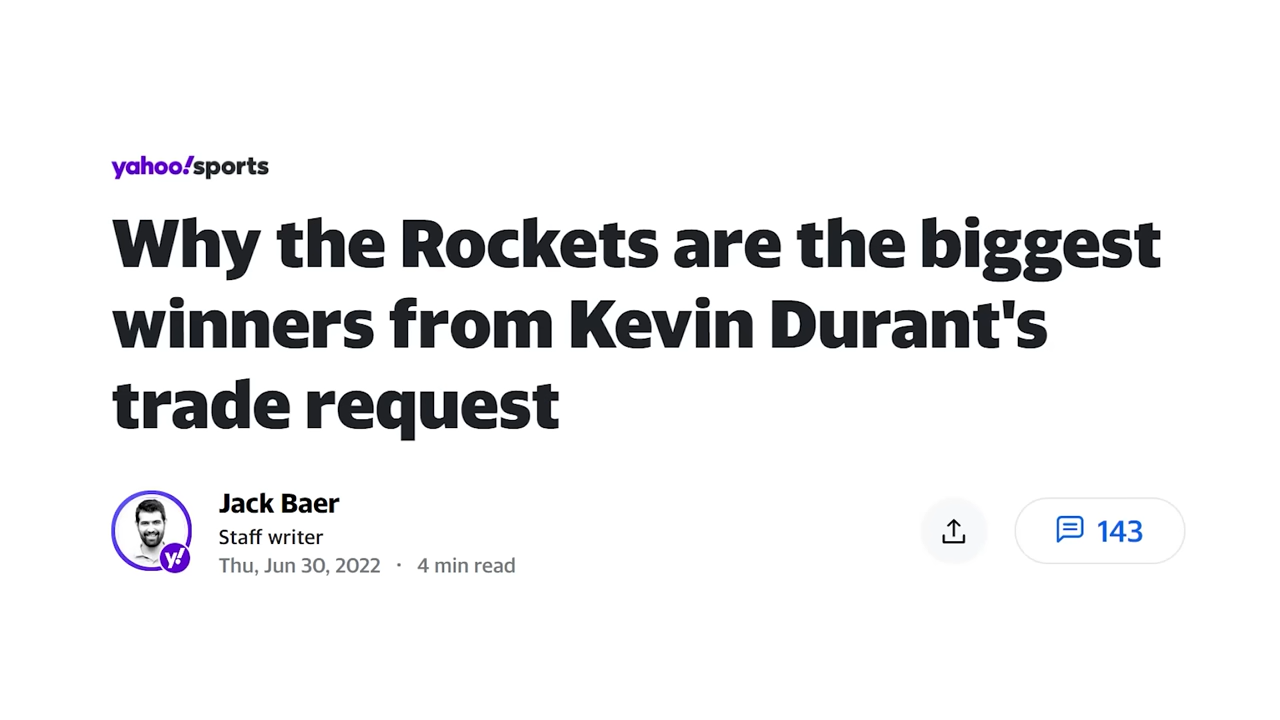 yahoo!sports
Why the Rockets are the biggest
winners from Kevin Durant's
trade request
Jack Baer
Staff writer
Thu, Jun 30, 2022 · 4 min read
y!
143